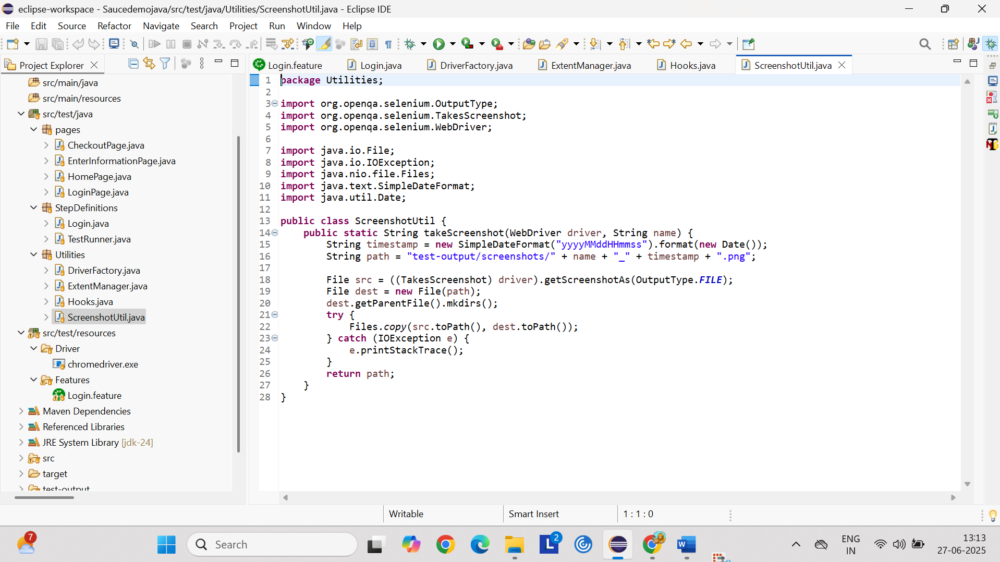 eclipse-workspace - Saucedemojava/src/test/java/Utilities/ScreenshotUtil.java - Eclipse IDE
File Edit Source Refactor Navigate Search Project Run Window Help
Project Explorer
src/main/java
src/main/resources
src/test/java
pages
CheckoutPage.java
EnterInformationPage.java
HomePage.java
LoginPage.java
StepDefinitions
Login.java
TestRunner.java
Utilities
DriverFactory.java
ExtentManager.java
Hooks.java
ScreenshotUtil.java
src/test/resources
Driver
chromedriver.exe
Features
Login.feature
Maven Dependencies
Referenced Libraries
JRE System Library [jdk-24]
src
target
test-output
Login.feature Login.java DriverFactory.java ExtentManager.java Hooks.java ScreenshotUtil.java
1 package Utilities;
2
3 import org.openqa.selenium.OutputType;
4 import org.openqa.selenium.TakesScreenshot;
5 import org.openqa.selenium.WebDriver;
6
7 import java.io.File;
8 import java.io.IOException;
9 import java.nio.file.Files;
10 import java.text.SimpleDateFormat;
11 import java.util.Date;
12
13 public class ScreenshotUtil {
14 public static String takeScreenshot(WebDriver driver, String name) {
15 String timestamp = new SimpleDateFormat("yyyyMMddHHmmss").format(new Date());
16 String path = "test-output/screenshots/" + name + "_" + timestamp + ".png";
17
18 File src = ((TakesScreenshot) driver).getScreenshotAs(OutputType.FILE);
19 File dest = new File(path);
20 dest.getParentFile().mkdirs();
21 try {
22 Files.copy(src.toPath(), dest.toPath());
23 } catch (IOException e) {
24 e.printStackTrace();
25 }
26 return path;
27 }
28 }
Writable Smart Insert 1 : 1 : 0
7
Search
2
ENG
IN
13:13
27-06-2025